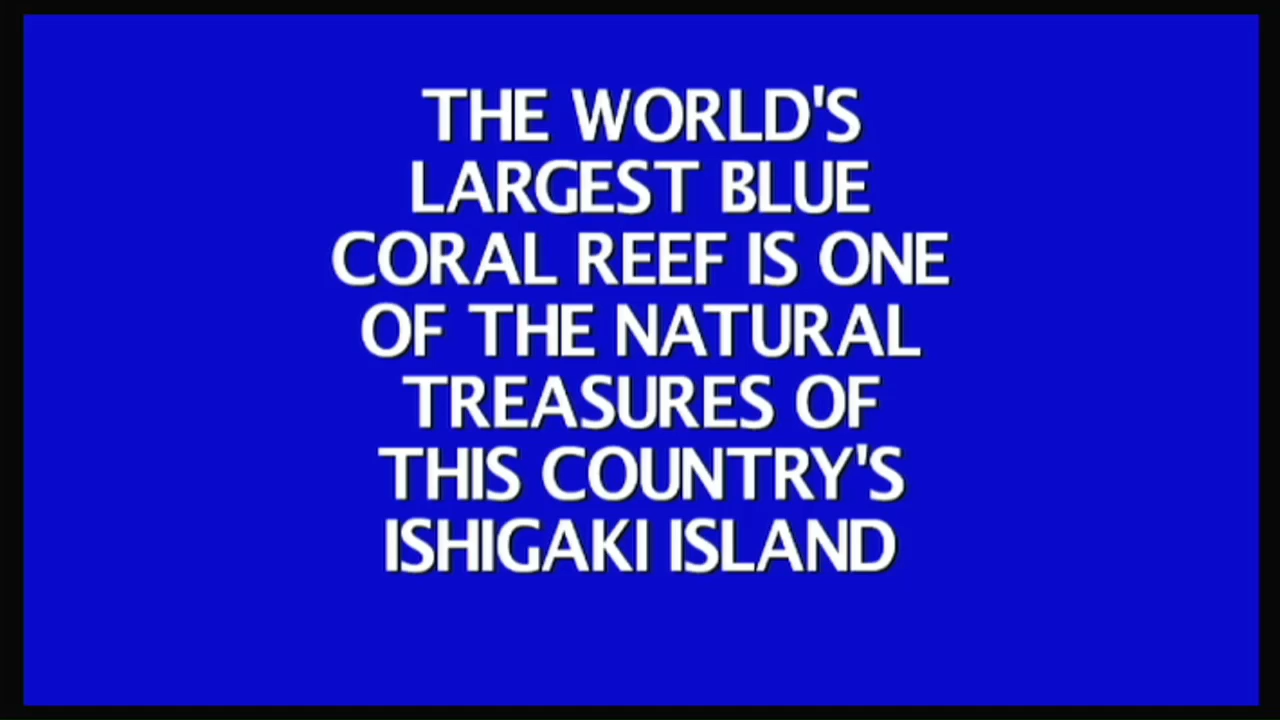 THE WORLD'S
LARGEST BLUE
CORAL REEF IS ONE
OF THE NATURAL
TREASURES OF
THIS COUNTRY'S
ISHIGAKI ISLAND